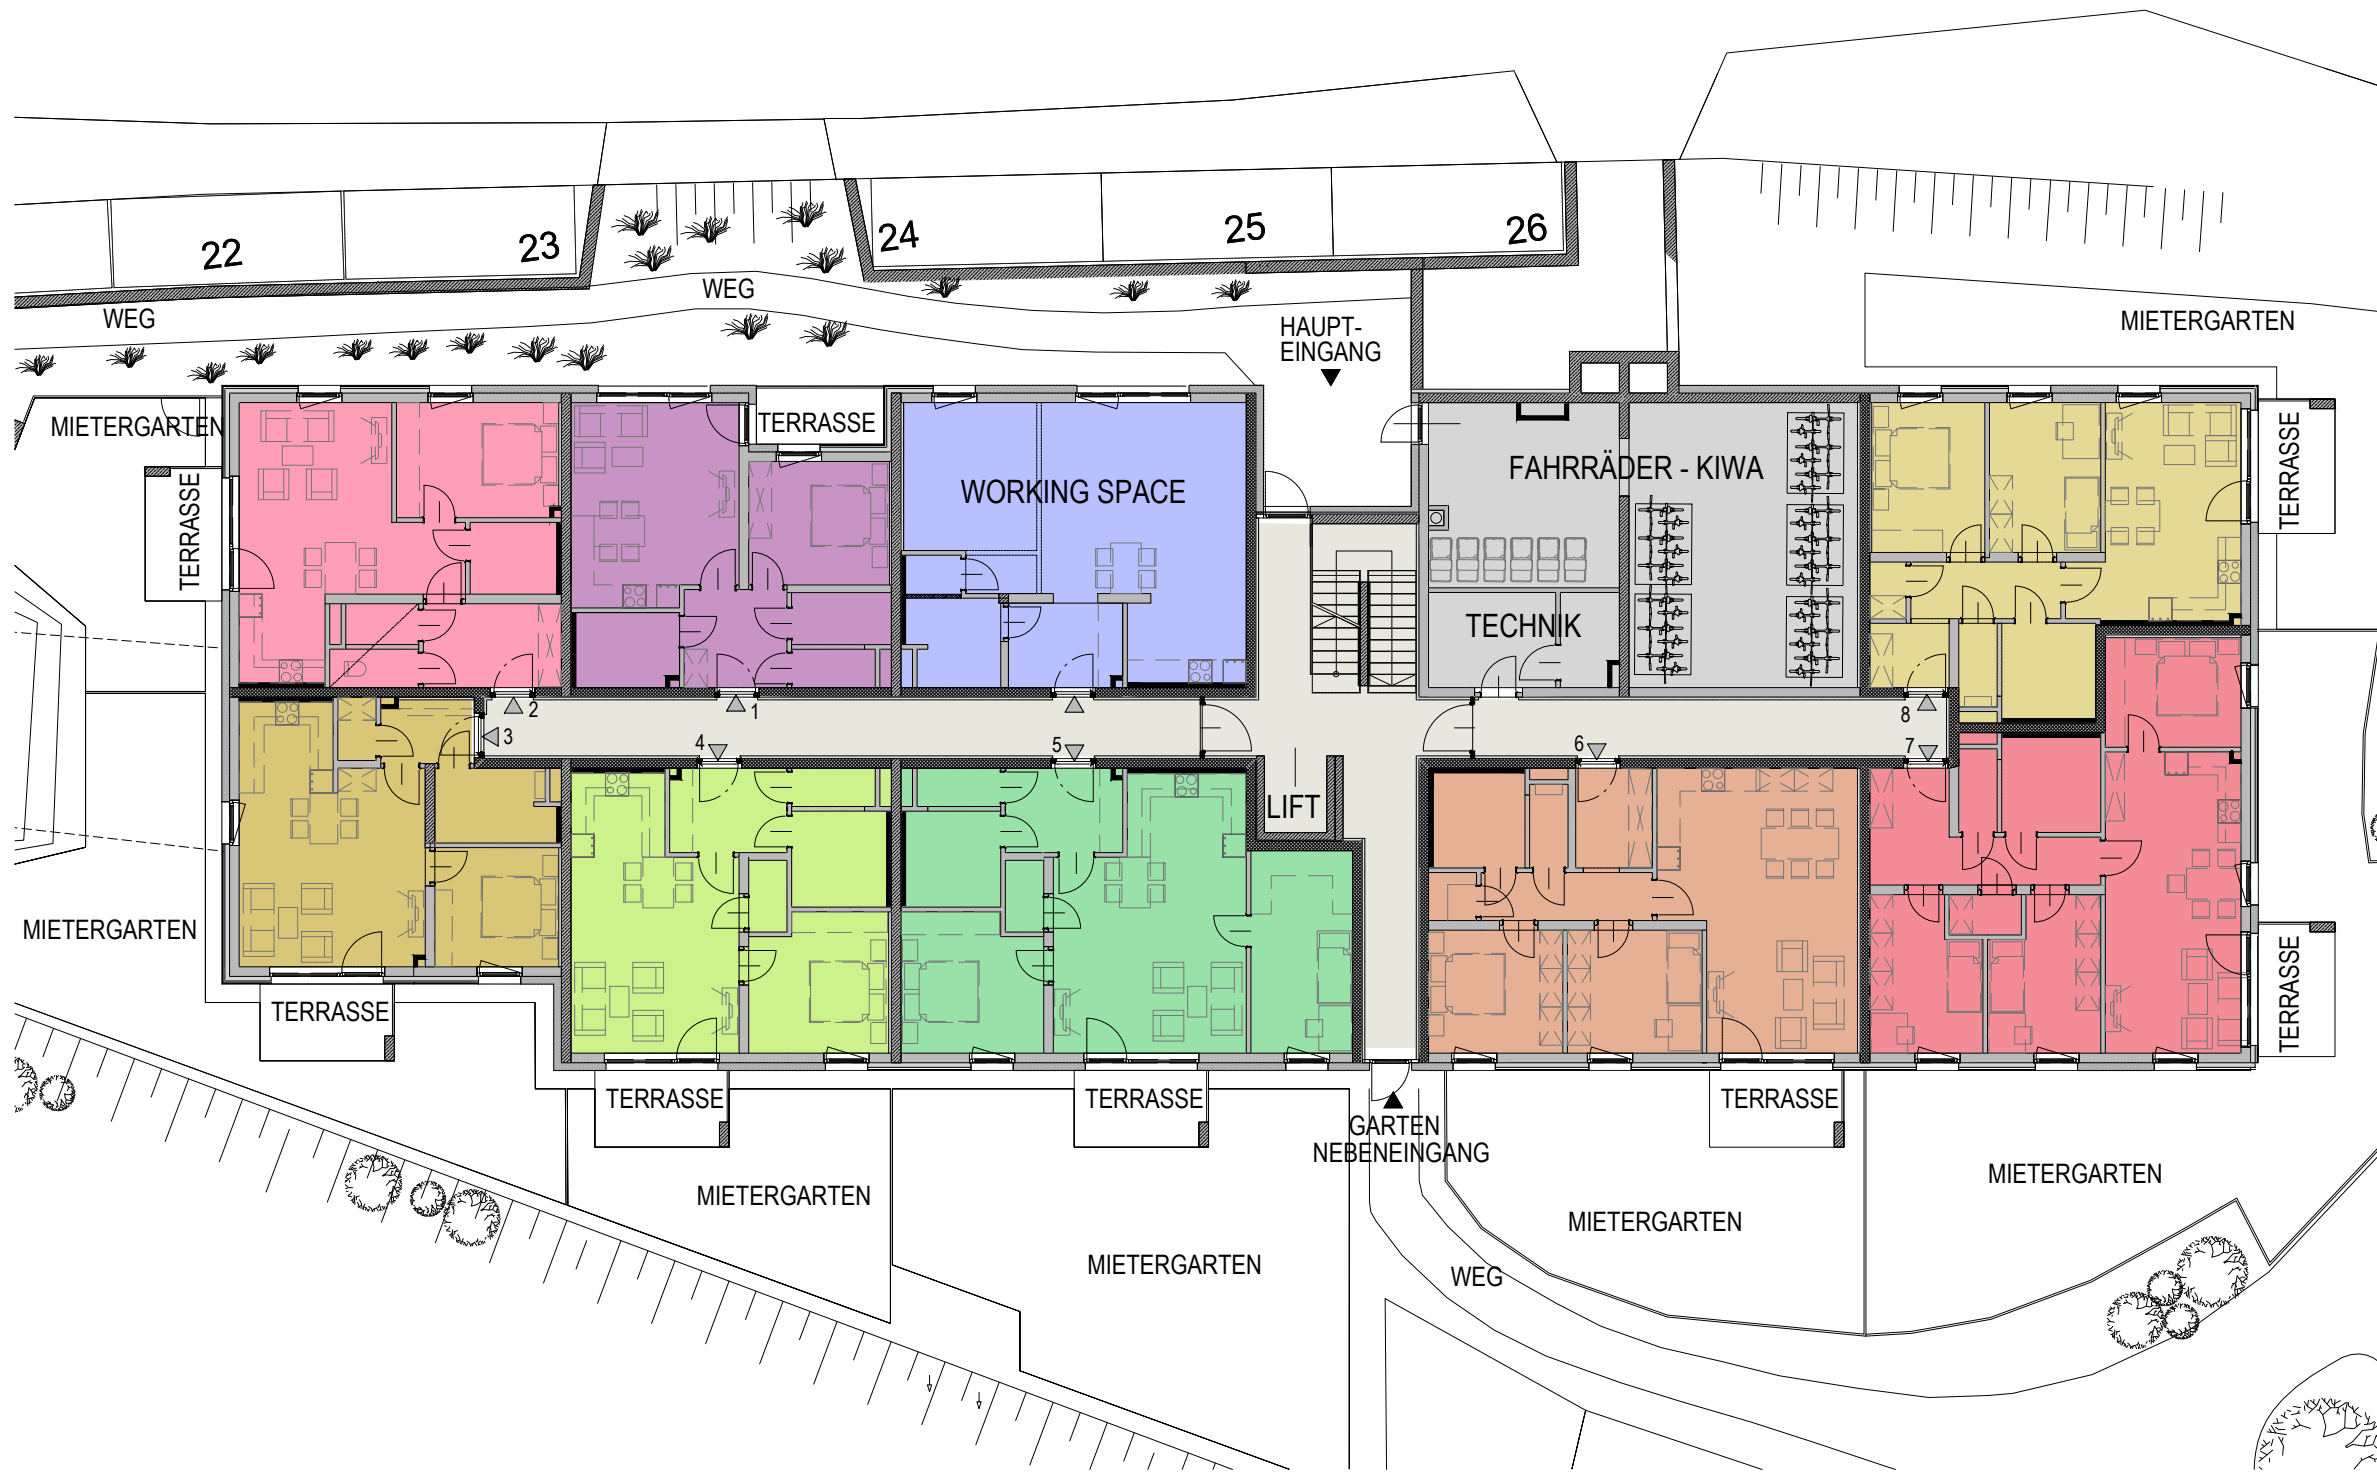 22
23
24
25
26
WEG
WEG
HAUPT-
EINGANG
MIETERGARTEN
MIETERGARTEN
TERRASSE
TERRASSE
TERRASSE
WORKING SPACE
FAHRRÄDER - KIWA
TECHNIK
2
1
3
4
5
6
7
8
LIFT
MIETERGARTEN
TERRASSE
TERRASSE
TERRASSE
TERRASSE
TERRASSE
GARTEN
NEBENEINGANG
MIETERGARTEN
MIETERGARTEN
MIETERGARTEN
MIETERGARTEN
WEG